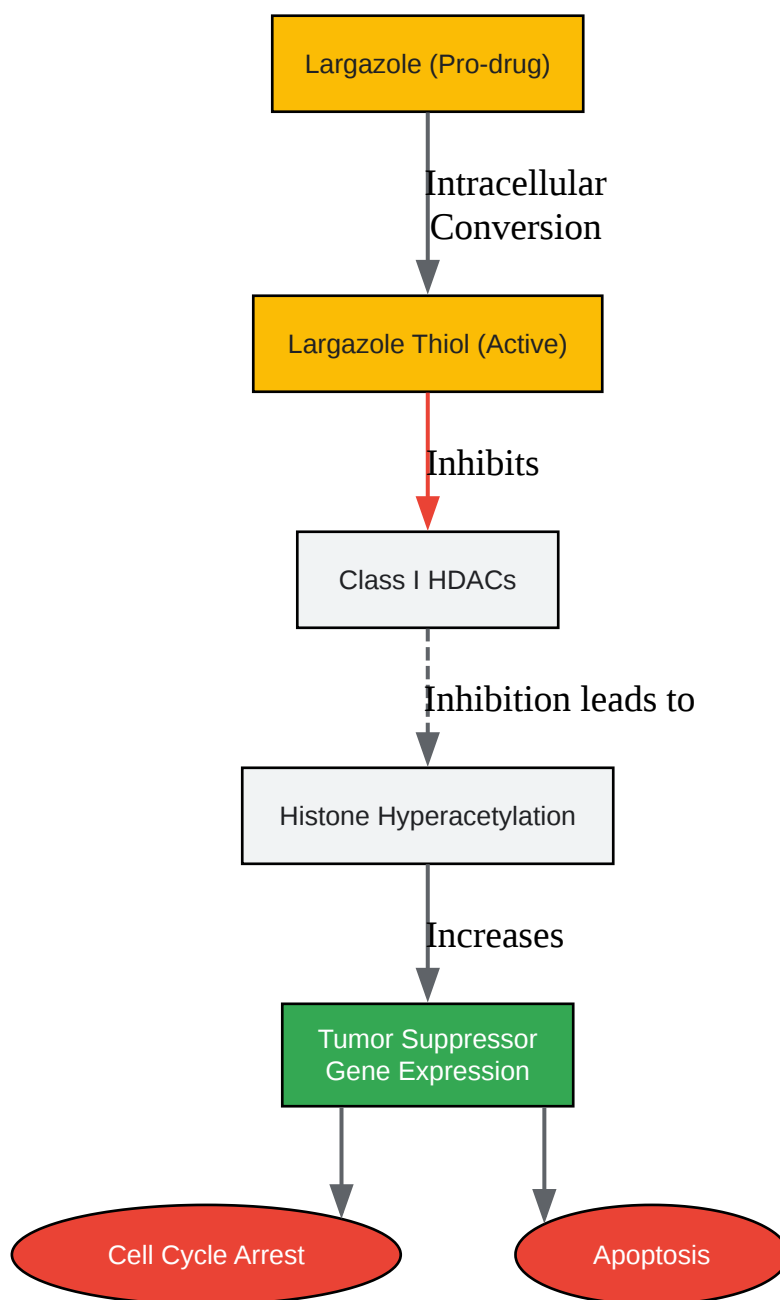 Largazole (Pro-drug)
Intracellular
Conversion
Largazole Thiol (Active)
Inhibits
Class I HDACs
Inhibition leads to
Histone Hyperacetylation
Increases
Tumor Suppressor
Gene Expression
Cell Cycle Arrest
Apoptosis